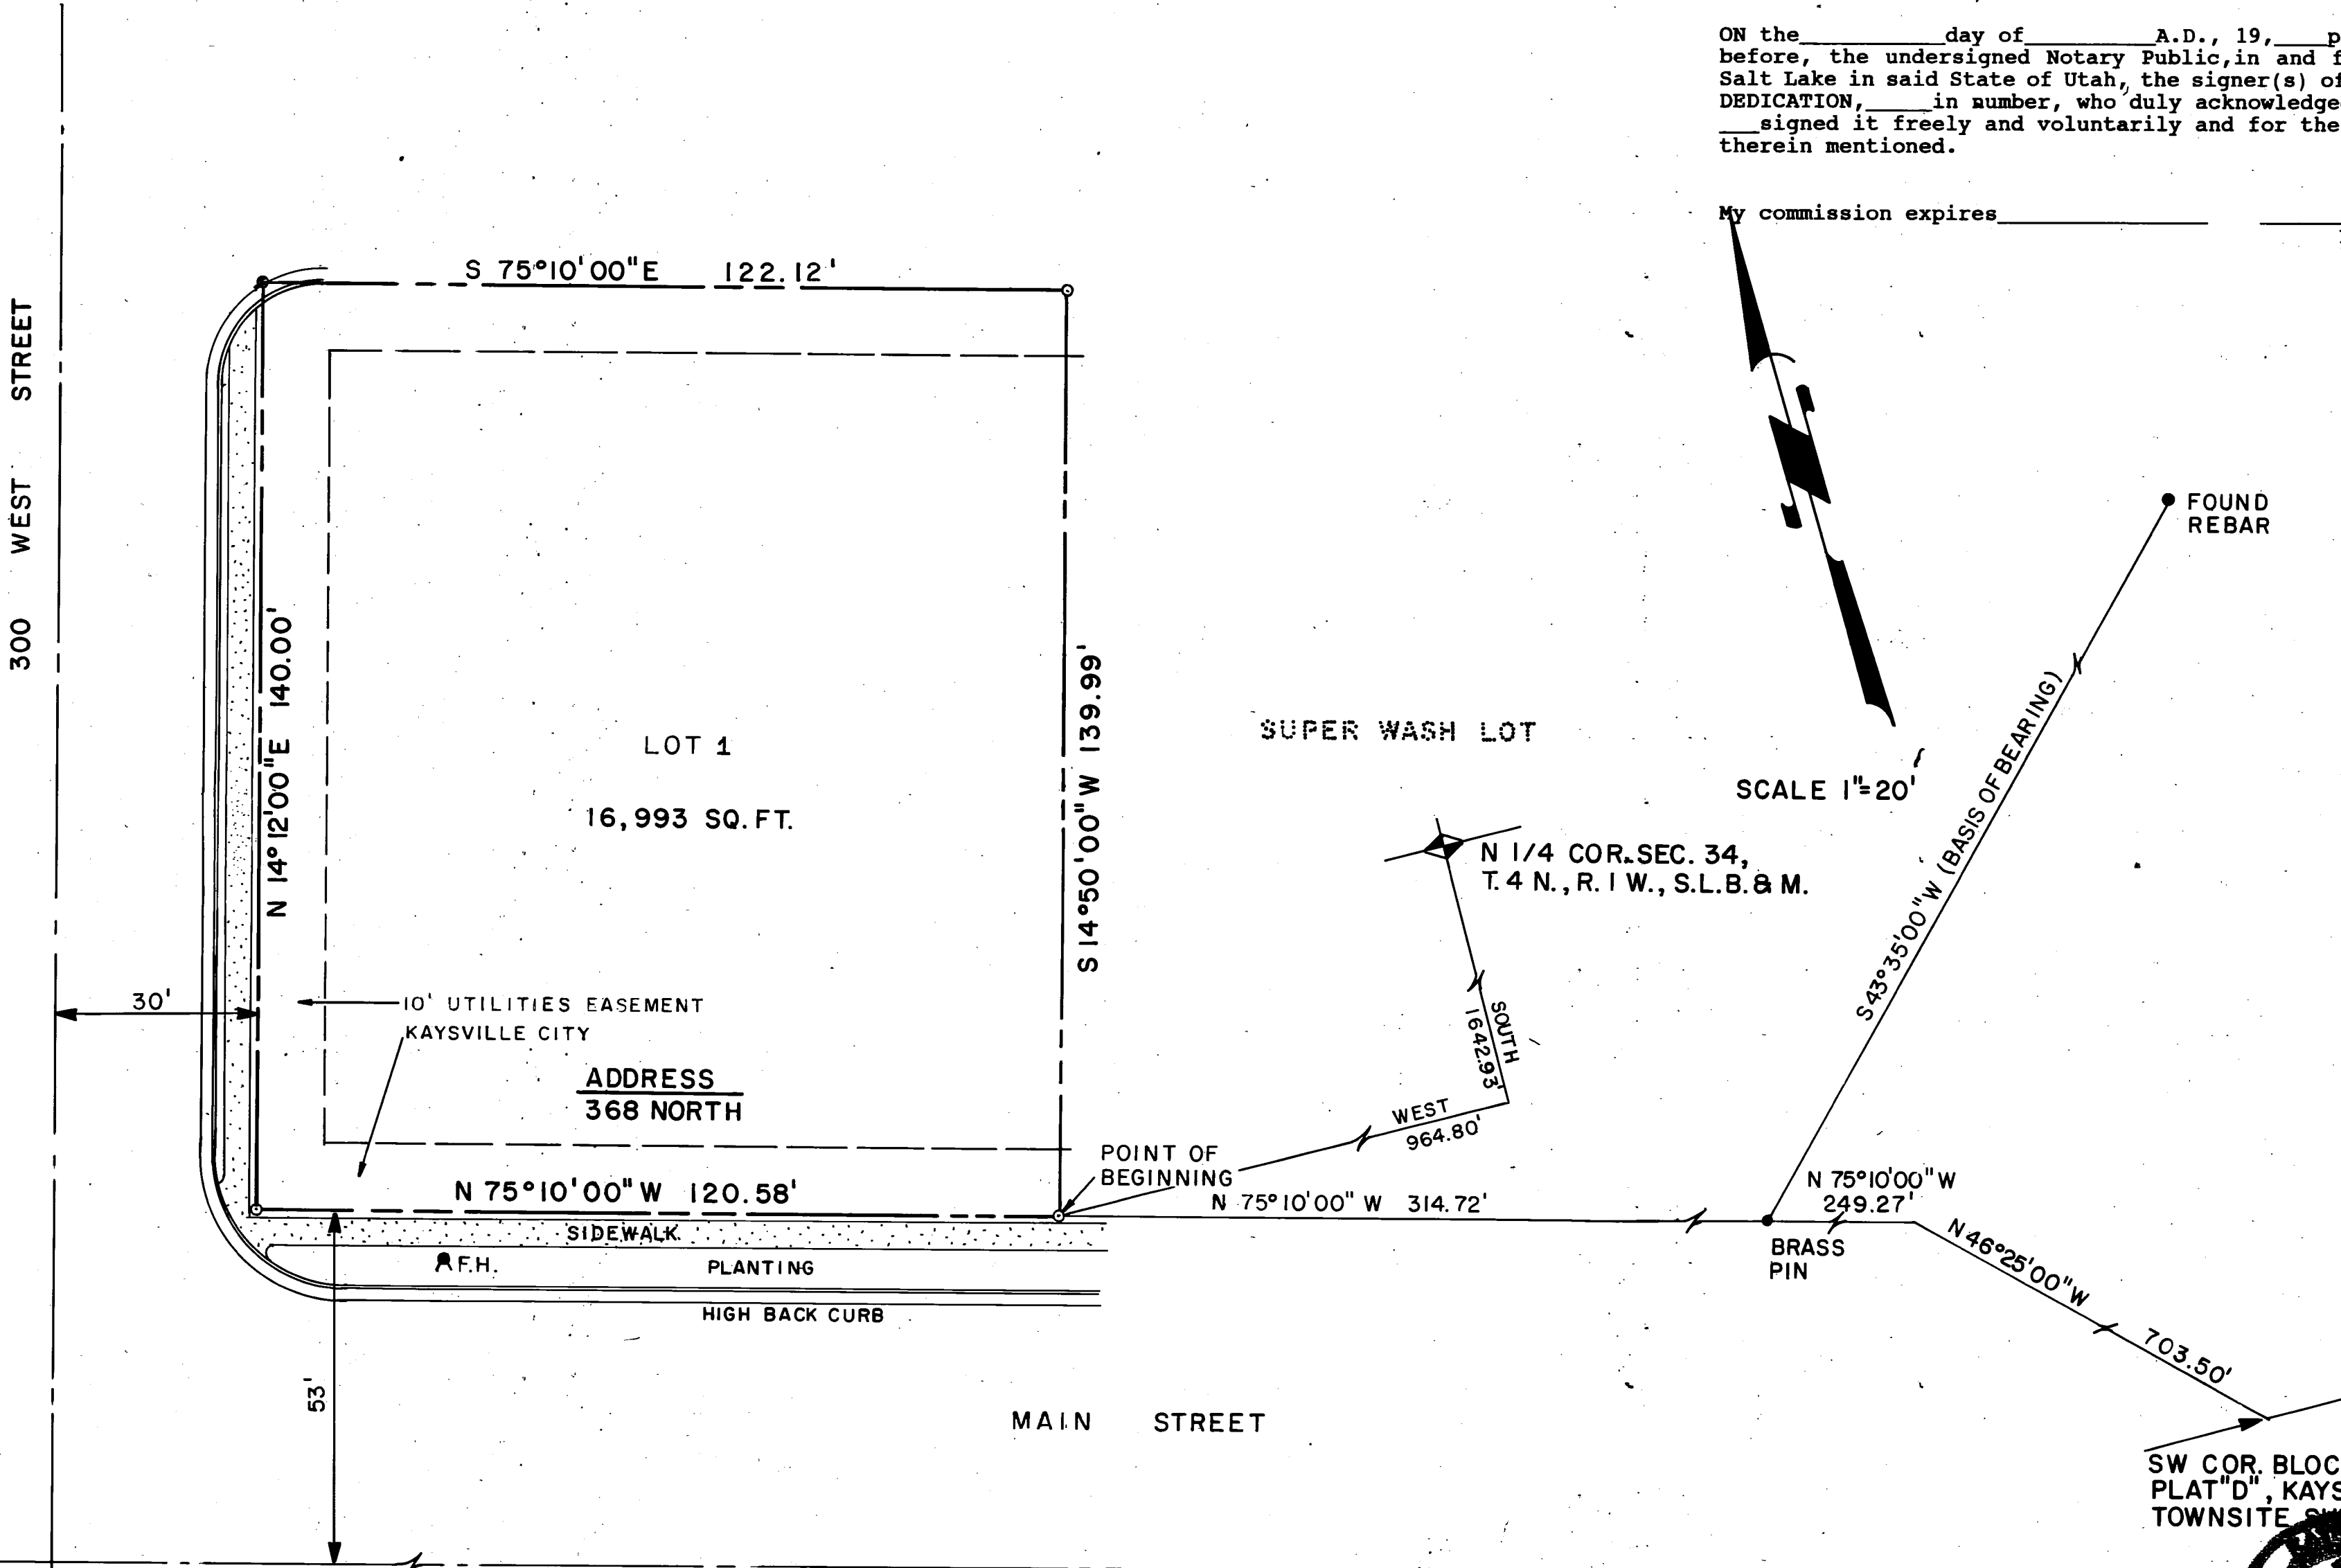 ON the__________day of_________A.D., 19,____
before, the undersigned Notary Public,in and
Salt Lake in said State of Utah, the signer(s)
DEDICATION,_____in number, who duly
___signed it freely and voluntarily and for the
therein mentioned.
My commission expires_______________
S 75°10'00"E 122.12'
300 WEST STREET
N 14°12'00"E 140.00'
S 14°50'00"W 139.99'
LOT 1
16,993 SQ.FT.
SUPER WASH LOT
FOUND
REBAR
SCALE 1"=20'
S43°35'00"W (BASIS OF BEARING)
N 1/4 COR. SEC. 34,
T. 4 N., R. 1 W., S.L.B.& M.
SOUTH
1642.93'
WEST
964.80'
30'
10' UTILITIES EASEMENT
KAYSVILLE CITY
ADDRESS
368 NORTH
POINT OF
BEGINNING
N 75°10'00" W 120.58'
N 75°10'00" W 314.72'
N 75°10'00" W
249.27'
BRASS
PIN
N46°25'00"W
703.50'
SIDEWALK
F.H.
PLANTING
HIGH BACK CURB
53'
MAIN STREET
SW COR. BLOC
PLAT "D", KAYS
TOWNSITE